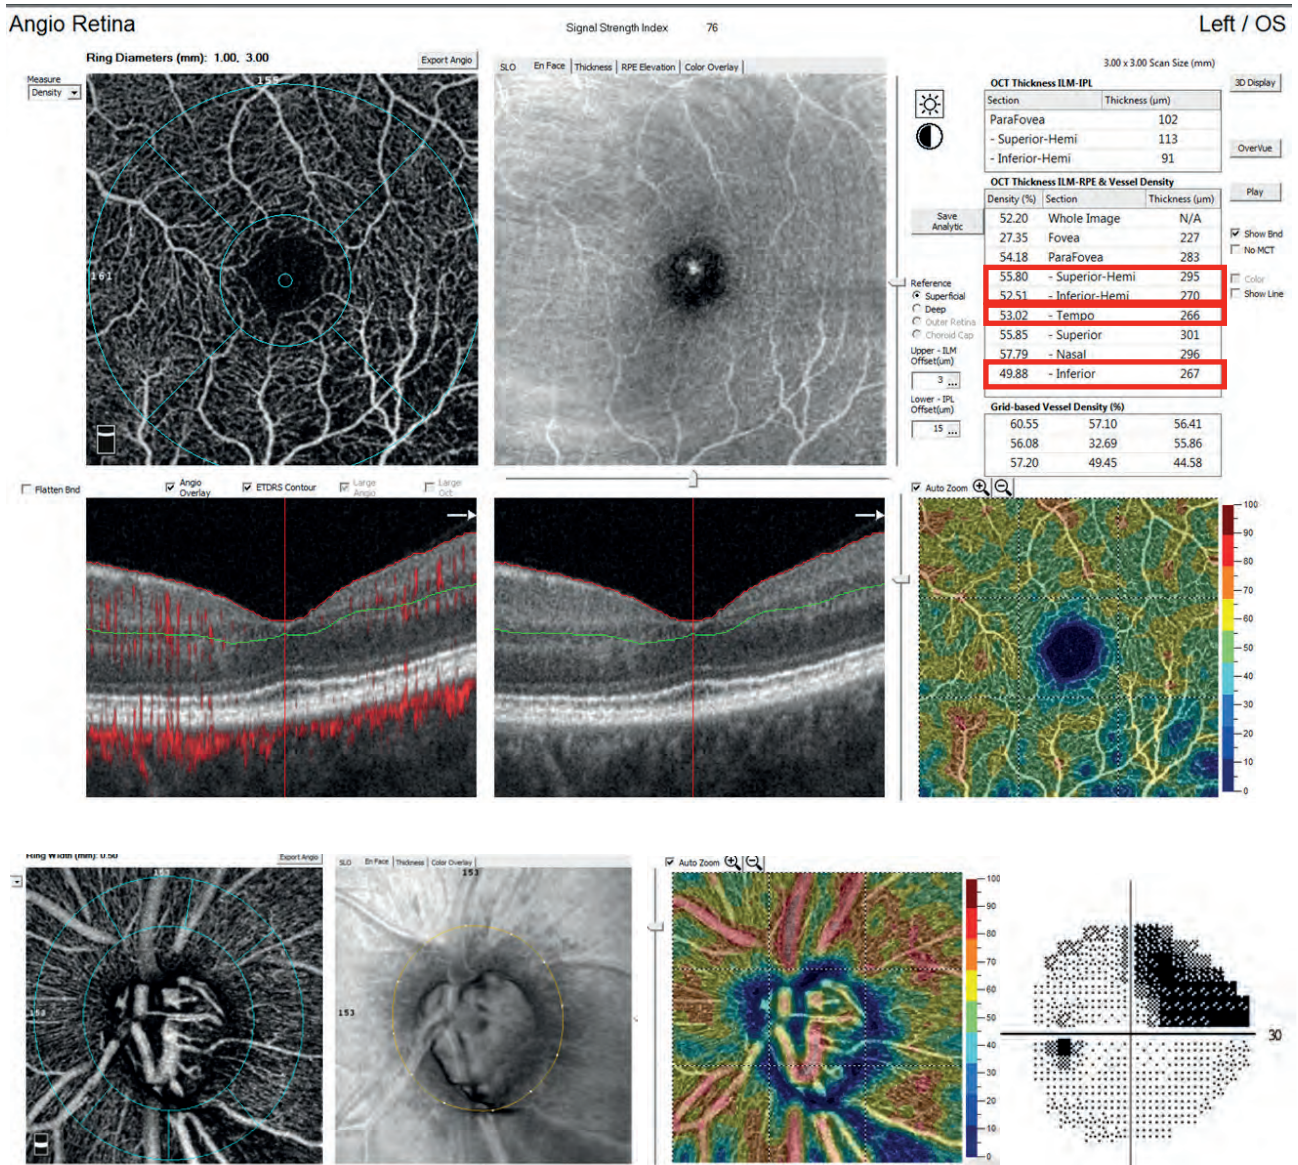 Angio Retina
Signal Strength Index 76
Left / OS
Ring Diameters (mm): 1.00, 3.00
Export Angio
Measure
Density
155
161
SLO En Face Thickness RPE Elevation Color Overlay
3.00 x 3.00 Scan Size (mm)
OCT Thickness ILM-IPL
Section Thickness (µm)
ParaFovea 102
- Superior-Hemi 113
- Inferior-Hemi 91
OCT Thickness ILM-RPE & Vessel Density
Density (%) Section Thickness (µm)
52.20 Whole Image N/A
27.35 Fovea 227
54.18 ParaFovea 283
55.80 - Superior-Hemi 295
52.51 - Inferior-Hemi 270
53.02 - Tempo 266
55.85 - Superior 301
57.79 - Nasal 296
49.88 - Inferior 267
Grid-based Vessel Density (%)
60.55 57.10 56.41
56.08 32.69 55.86
57.20 49.45 44.58
3D Display
OverVue
Play
Show Bnd
No MCT
Color
Show Line
Save
Analytic
Reference
Superficial
Deep
Outer Retina
Choroid Cap
Upper - ILM
Offset(um)
3 ...
Lower - IPL
Offset(um)
15 ...
Flatten Bnd
Angio
Overlay
ETDRS Contour
Large
Angio
Large
Oct
Auto Zoom
100
90
80
70
60
50
40
30
20
10
0
Ring Width (mm): 0.50
Export Angio
153
153
SLO En Face Thickness Color Overlay
153
153
Auto Zoom
100
90
80
70
60
50
40
30
20
10
0
30